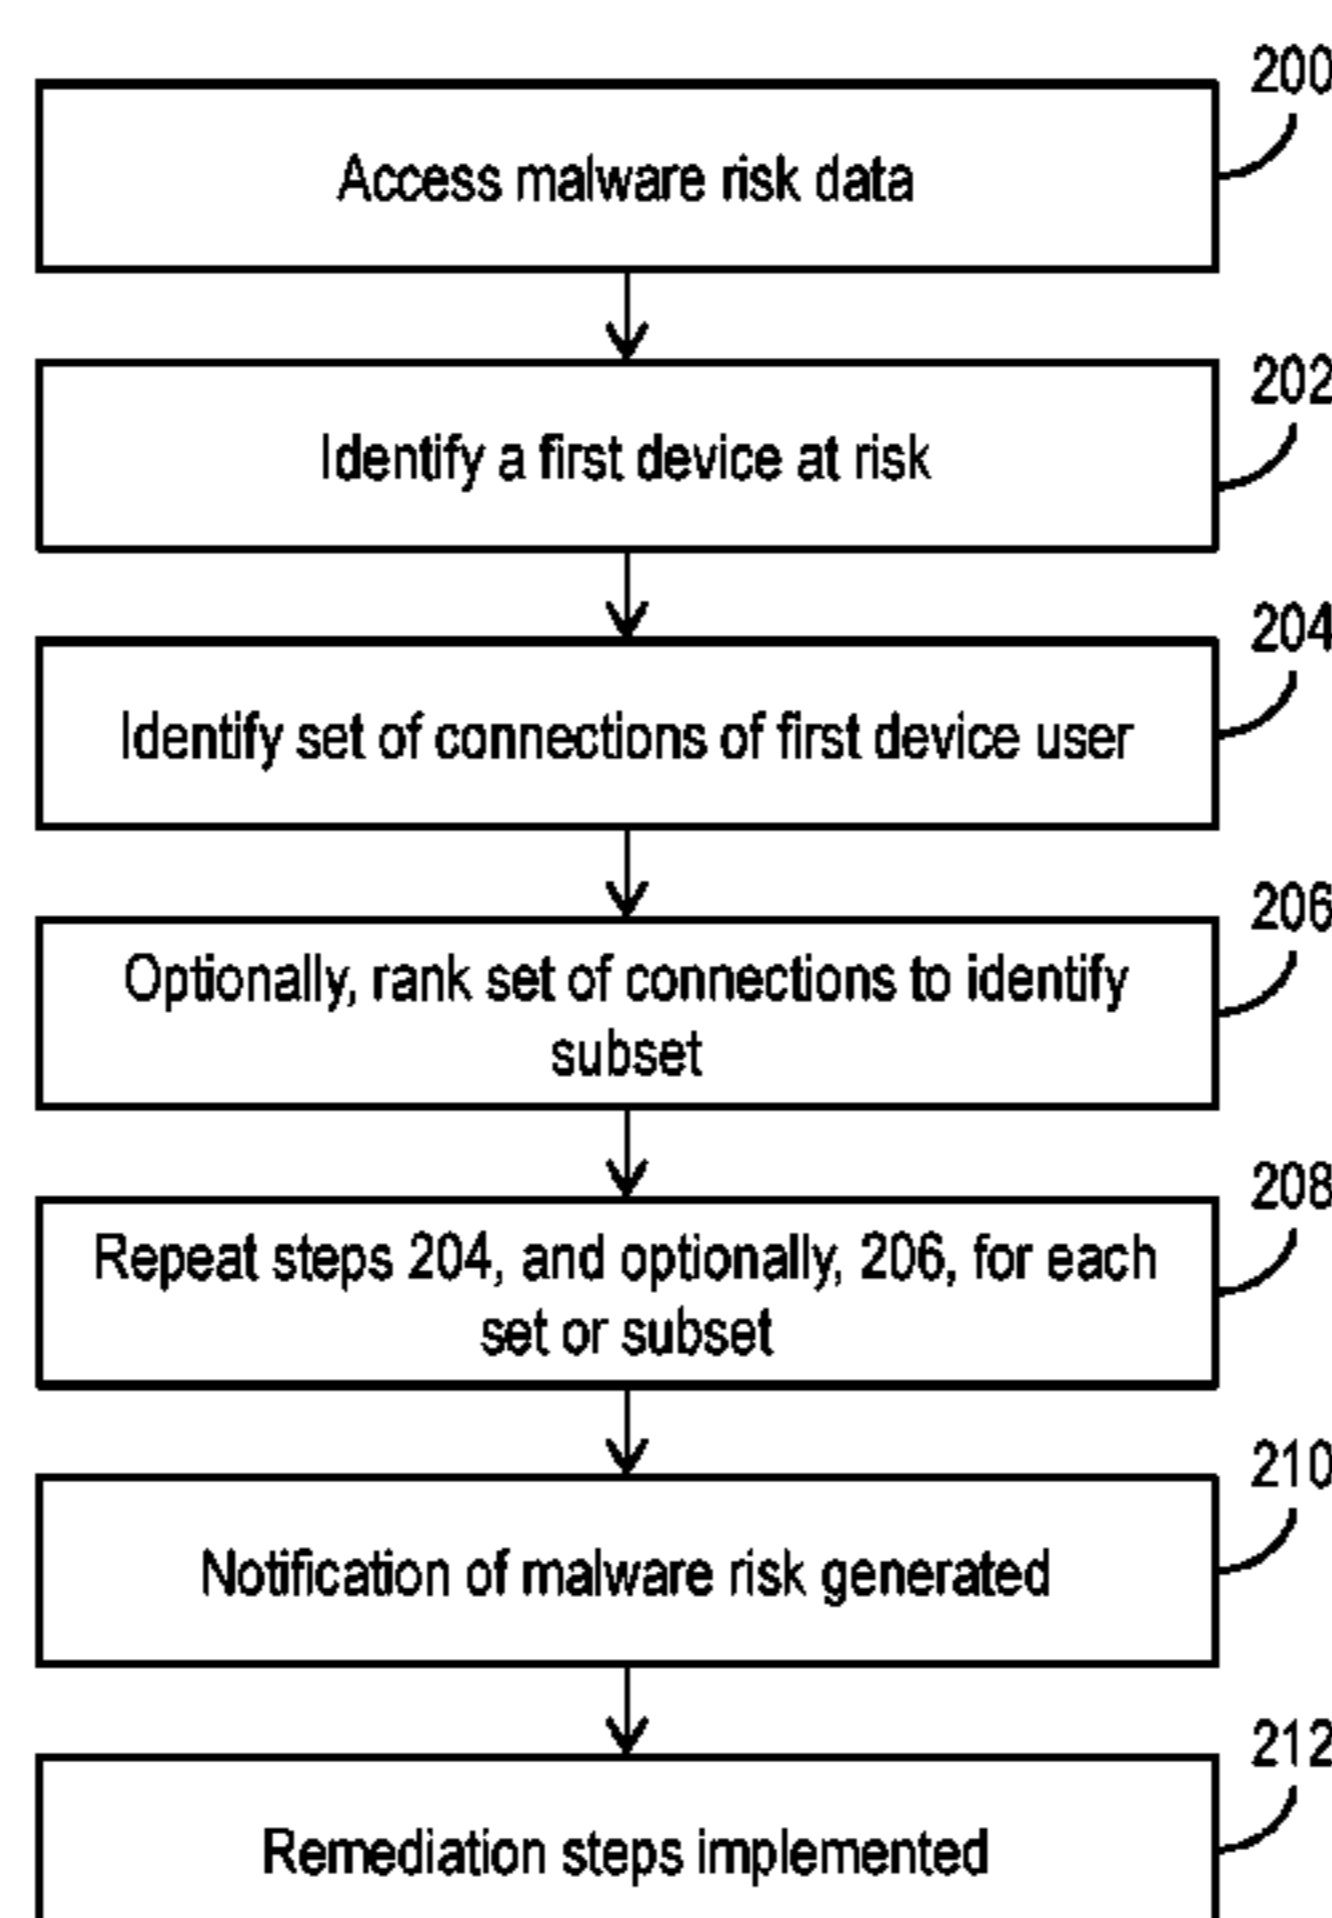 200
Access malware risk data
202
Identify a first device at risk
204
Identify set of connections of first device user
206
Optionally, rank set of connections to identify
subset
208
Repeat steps 204, and optionally, 206, for each
set or subset
210
Notification of malware risk generated
212
Remediation steps implemented